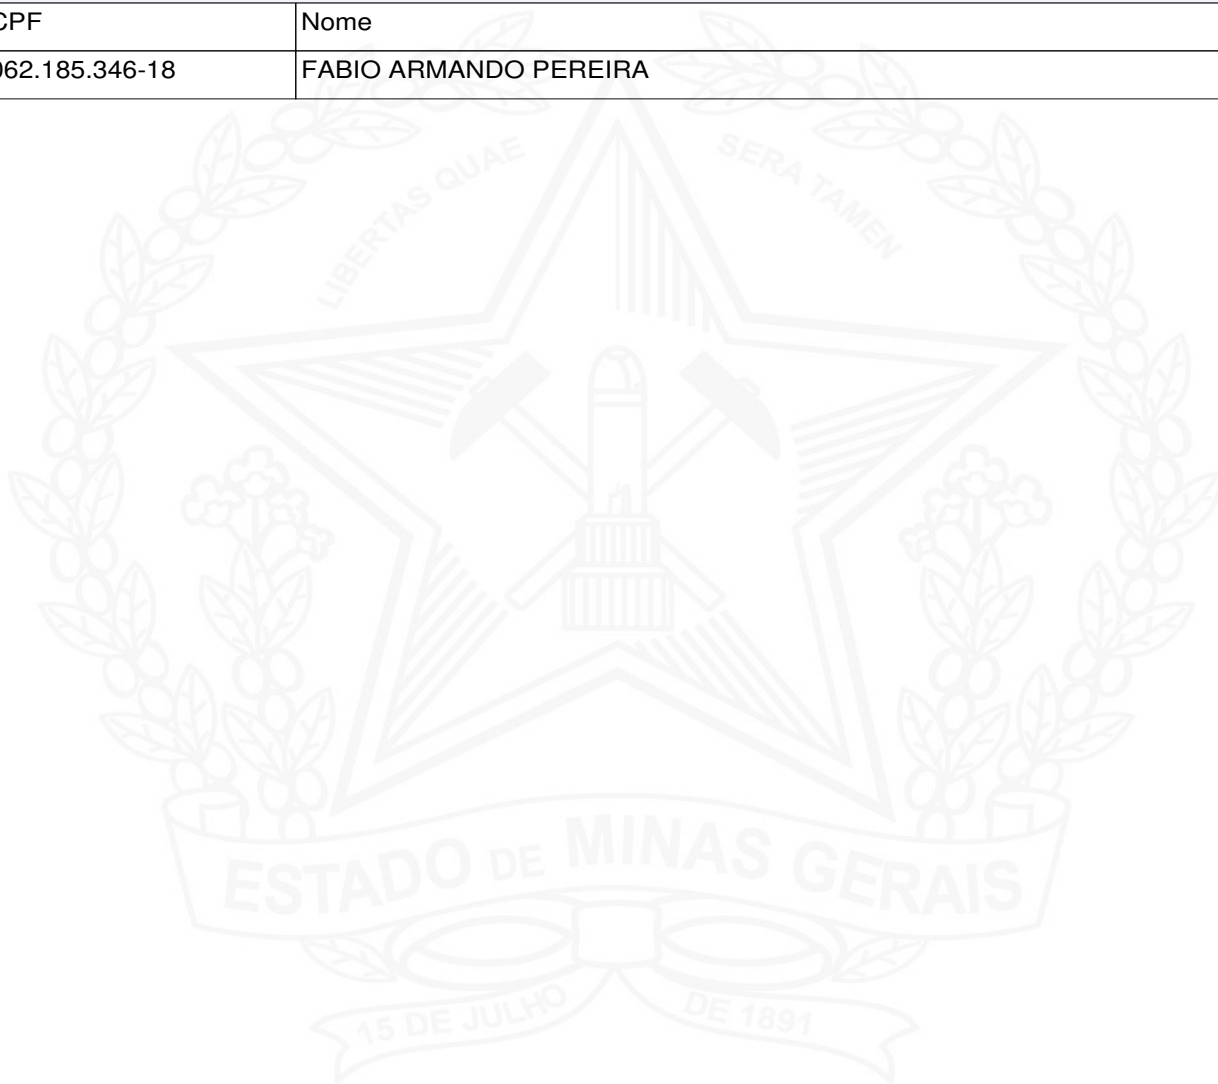 CPF Nome
062.185.346-18 FABIO ARMANDO PEREIRA
LIBERTAS QUAE SERA TAMEN
ESTADO DE MINAS GERAIS
15 DE JULHO DE 1891